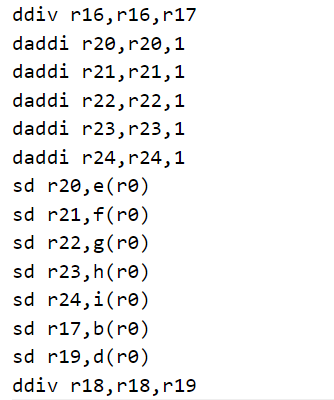 ddiv r16,r16,r17
daddi r20,r20,1
daddi r21,r21,1
daddi r22,r22,1
daddi r23,r23,1
daddi r24,r24,1
sd r20,e(r0)
sd r21,f(r0)
sd r22,g(r0)
sd r23,h(r0)
sd r24,i(r0)
sd r17,b(r0)
sd r19,d(r0)
ddiv r18,r18,r19